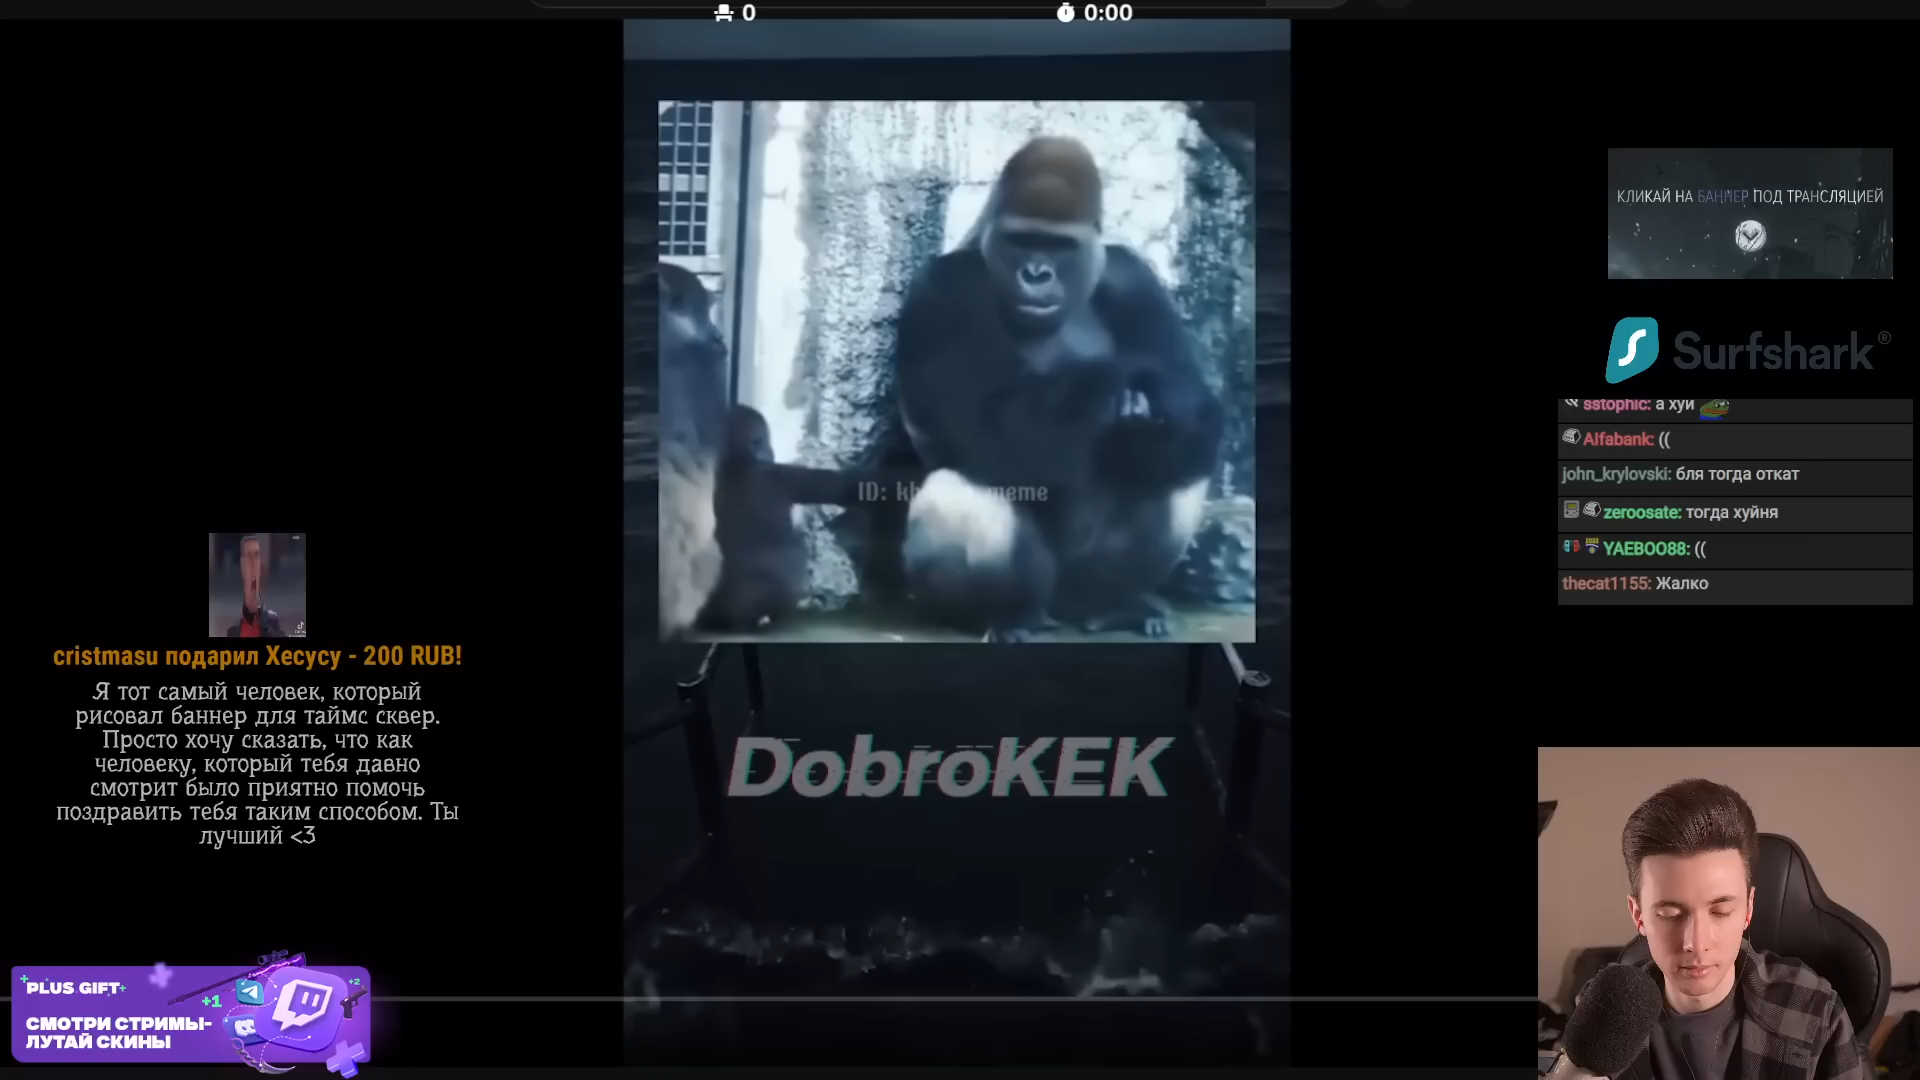 0
0:00
ID: kh meme
DobroKEK
КЛИКАЙ НА БАННЕР ПОД ТРАНСЛЯЦИЕЙ
Surfshark®
sstophic: а хуй
Alfabank: ((
john_krylovski: бля тогда откат
zeroosate: тогда хуйня
YAEBOO88: ((
thecat1155: Жалко
cristmasu подарил Хесусу - 200 RUB!
Я тот самый человек, который
рисовал баннер для таймс сквер.
Просто хочу сказать, что как
человеку, который тебя давно
смотрит было приятно помочь
поздравить тебя таким способом. Ты
лучший <3
PLUS GIFT
+1
+2
СМОТРИ СТРИМЫ-
ЛУТАЙ СКИНЫ